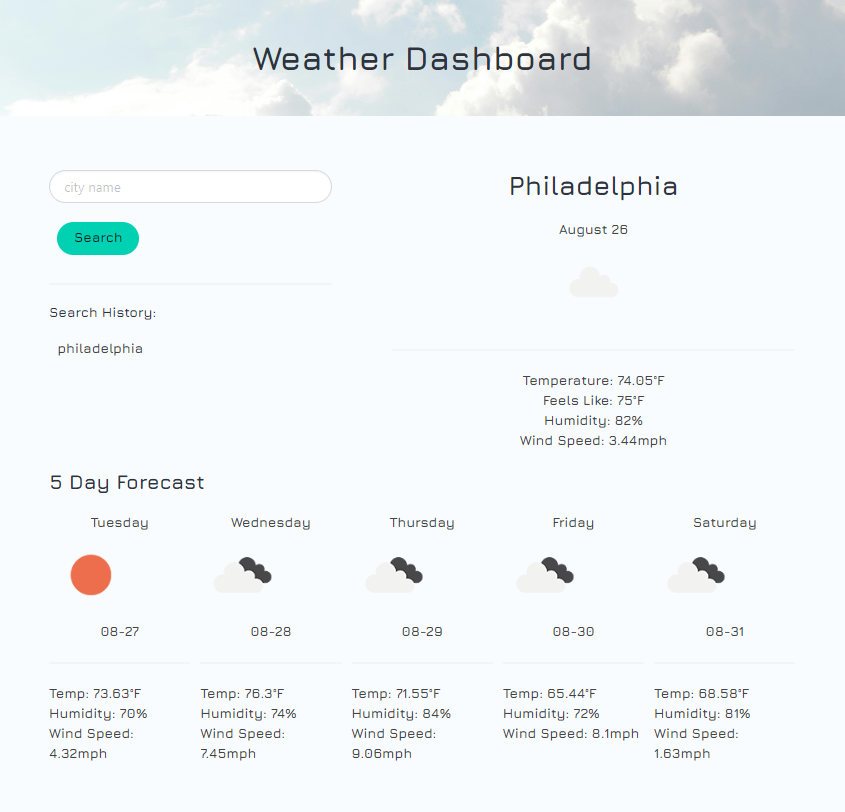 Weather Dashboard
city name
Search
Search History:
philadelphia
Philadelphia
August 26
Temperature: 74.05°F
Feels Like: 75°F
Humidity: 82%
Wind Speed: 3.44mph
5 Day Forecast
Tuesday
08-27
Temp: 73.63°F
Humidity: 70%
Wind Speed:
4.32mph
Wednesday
08-28
Temp: 76.3°F
Humidity: 74%
Wind Speed:
7.45mph
Thursday
08-29
Temp: 71.55°F
Humidity: 84%
Wind Speed:
9.06mph
Friday
08-30
Temp: 65.44°F
Humidity: 72%
Wind Speed: 8.1mph
Saturday
08-31
Temp: 68.58°F
Humidity: 81%
Wind Speed:
1.63mph